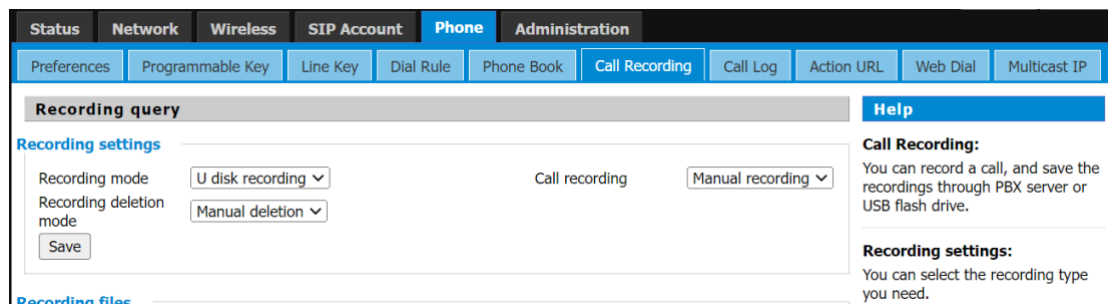 Status Network Wireless SIP Account Phone Administration
Preferences Programmable Key Line Key Dial Rule Phone Book Call Recording Call Log Action URL Web Dial Multicast IP
Recording query
Recording settings
Recording mode U disk recording Call recording Manual recording
Recording deletion
mode Manual deletion
Save
Recording files
Help
Call Recording:
You can record a call, and save the
recordings through PBX server or
USB flash drive.
Recording settings:
You can select the recording type
you need.